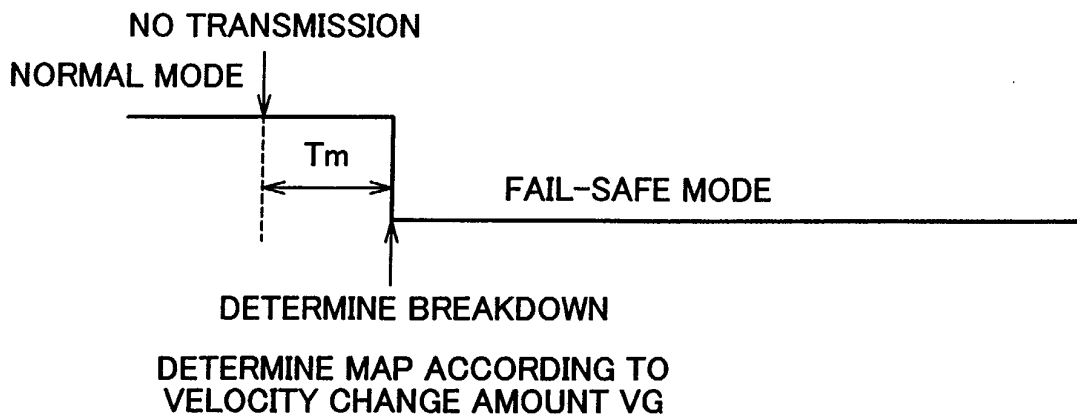 NO TRANSMISSION
NORMAL MODE
Tm
FAIL-SAFE MODE
DETERMINE BREAKDOWN
DETERMINE MAP ACCORDING TO
VELOCITY CHANGE AMOUNT VG